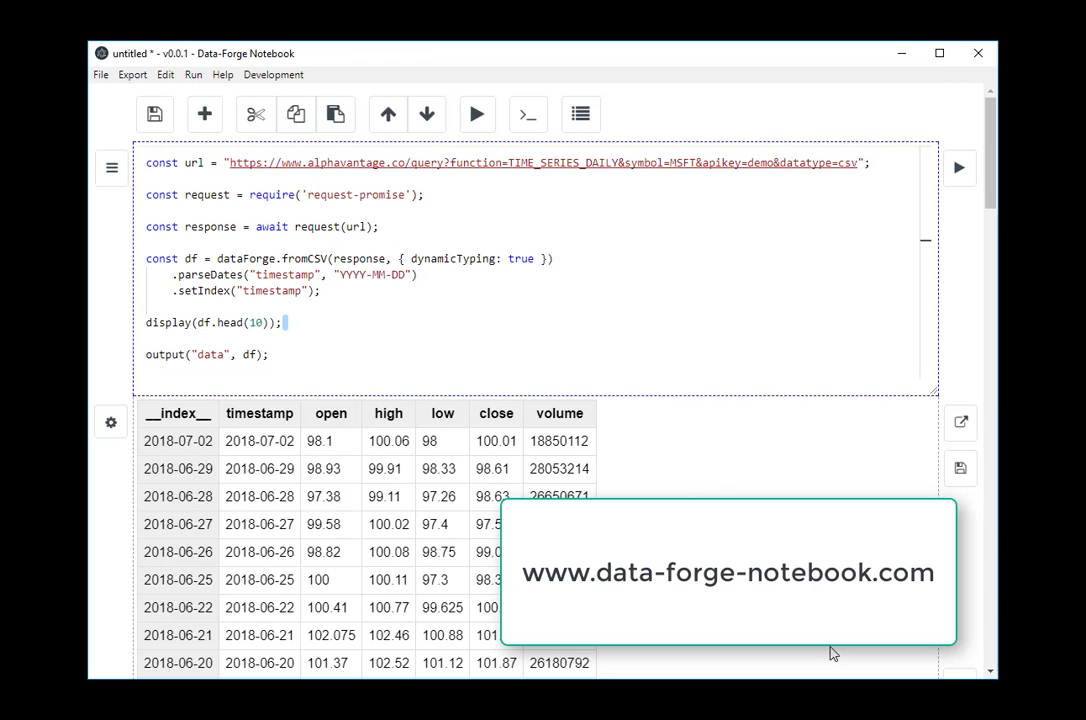 untitled * - v0.0.1 - Data-Forge Notebook
File Export Edit Run Help Development
const url = "https://www.alphavantage.co/query?function=TIME_SERIES_DAILY&symbol=MSFT&apikey=demo&datatype=csv";
const request = require('request-promise');
const response = await request(url);
const df = dataForge.fromCSV(response, { dynamicTyping: true })
.parseDates("timestamp", "YYYY-MM-DD")
.setIndex("timestamp");
display(df.head(10));
output("data", df);
__index__ timestamp open high low close volume
2018-07-02 2018-07-02 98.1 100.06 98 100.01 18850112
2018-06-29 2018-06-29 98.93 99.91 98.33 98.61 28053214
2018-06-28 2018-06-28 97.38 99.11 97.26 98.63 26650671
2018-06-27 2018-06-27 99.58 100.02 97.4
2018-06-26 2018-06-26 98.82 100.08 98.75
2018-06-25 2018-06-25 100 100.11 97.3
2018-06-22 2018-06-22 100.41 100.77 99.625
2018-06-21 2018-06-21 102.075 102.46 100.88
2018-06-20 2018-06-20 101.37 102.52 101.12 101.87 26180792
www.data-forge-notebook.com